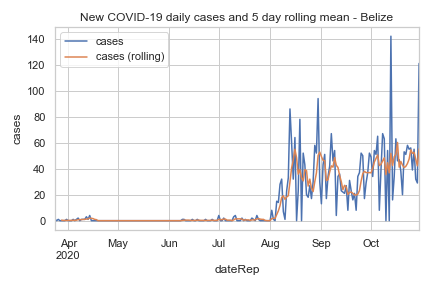 New COVID-19 daily cases and 5 day rolling mean - Belize
cases
cases (rolling)
cases
140
120
100
80
60
40
20
0
Apr May Jun Jul Aug Sep Oct
2020
dateRep